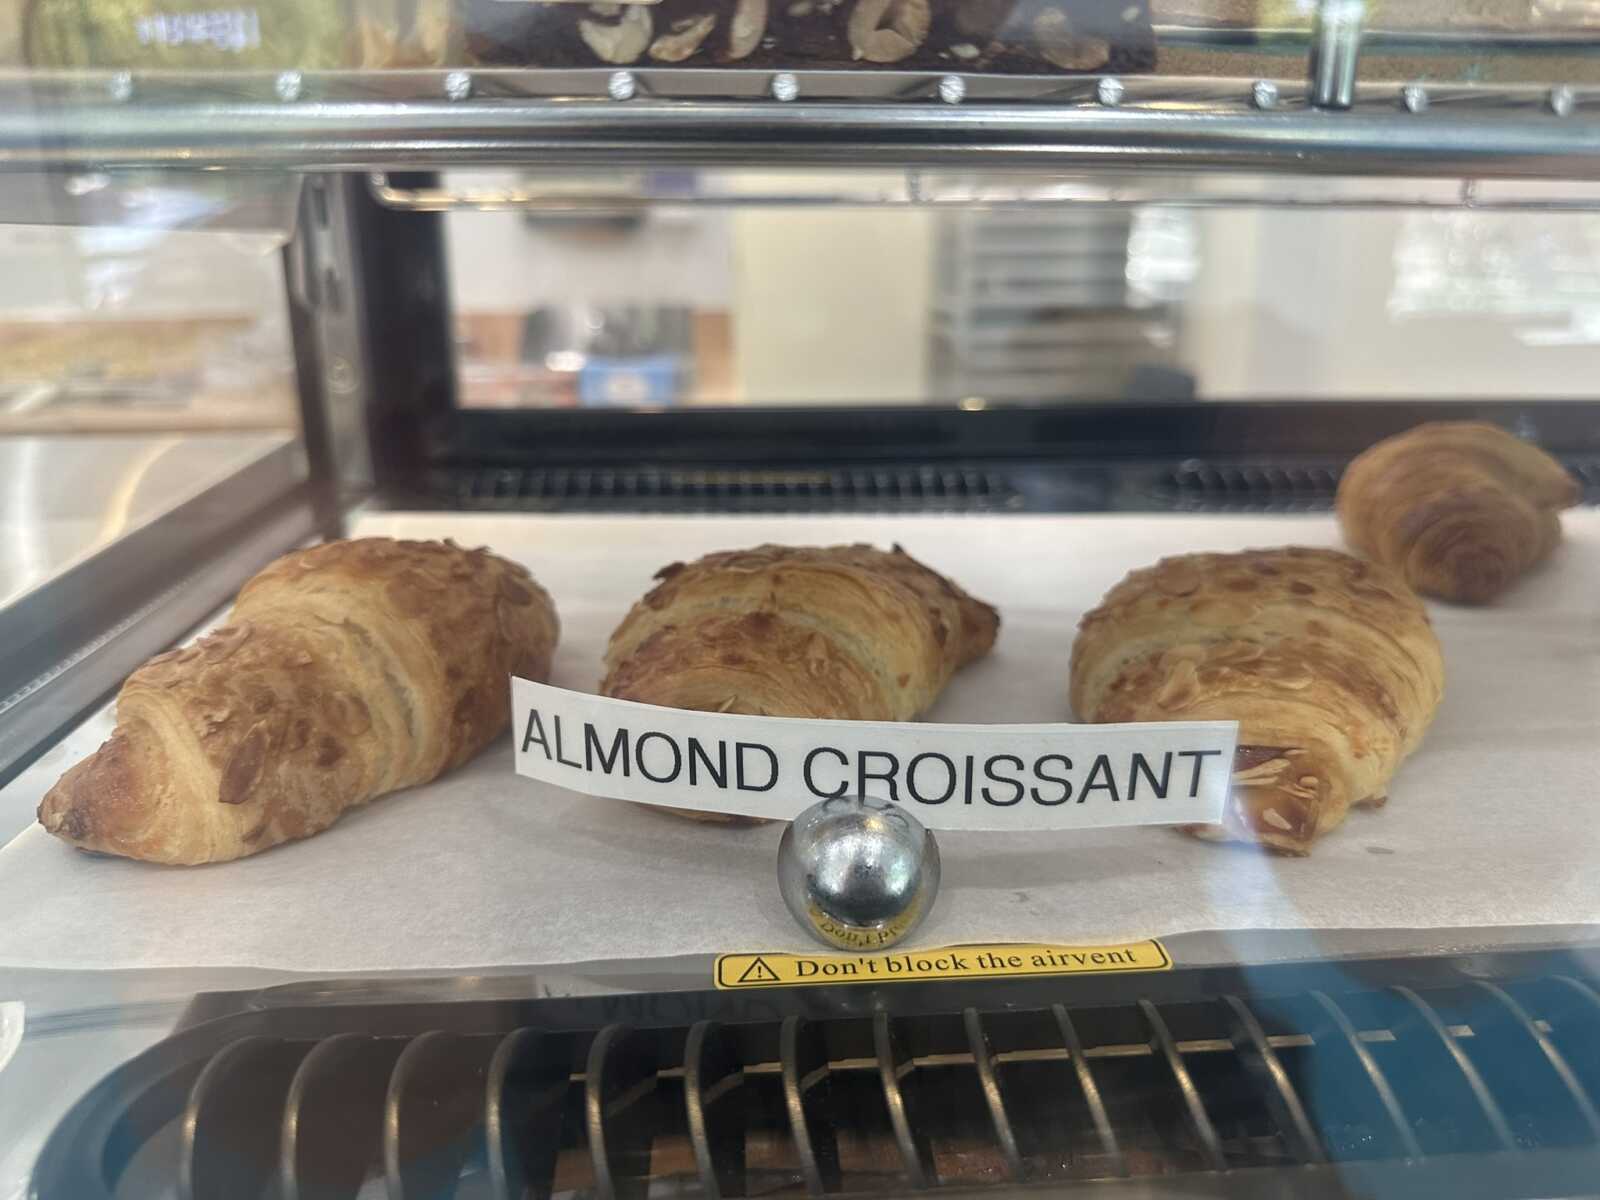 ALMOND CROISSANT
Don't block the airvent